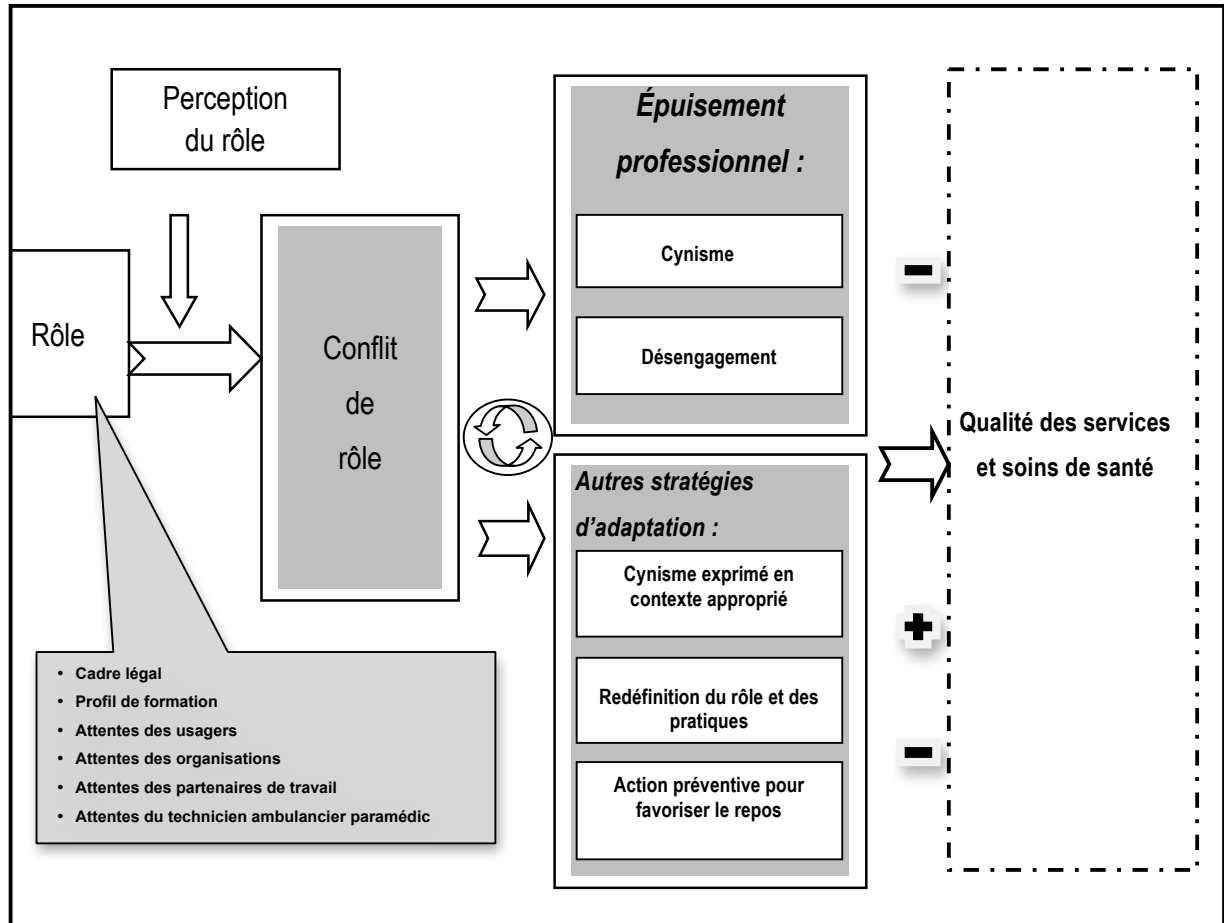 Perception
du rôle
Rôle
Conflit
de
rôle
• Cadre légal
• Profil de formation
• Attentes des usagers
• Attentes des organisations
• Attentes des partenaires de travail
• Attentes du technicien ambulancier paramédic
Épuisement
professionnel :
Cynisme
Désengagement
Autres stratégies
d'adaptation :
Cynisme exprimé en
contexte approprié
Redéfinition du rôle et des
pratiques
Action préventive pour
favoriser le repos
-
+
-
Qualité des services
et soins de santé